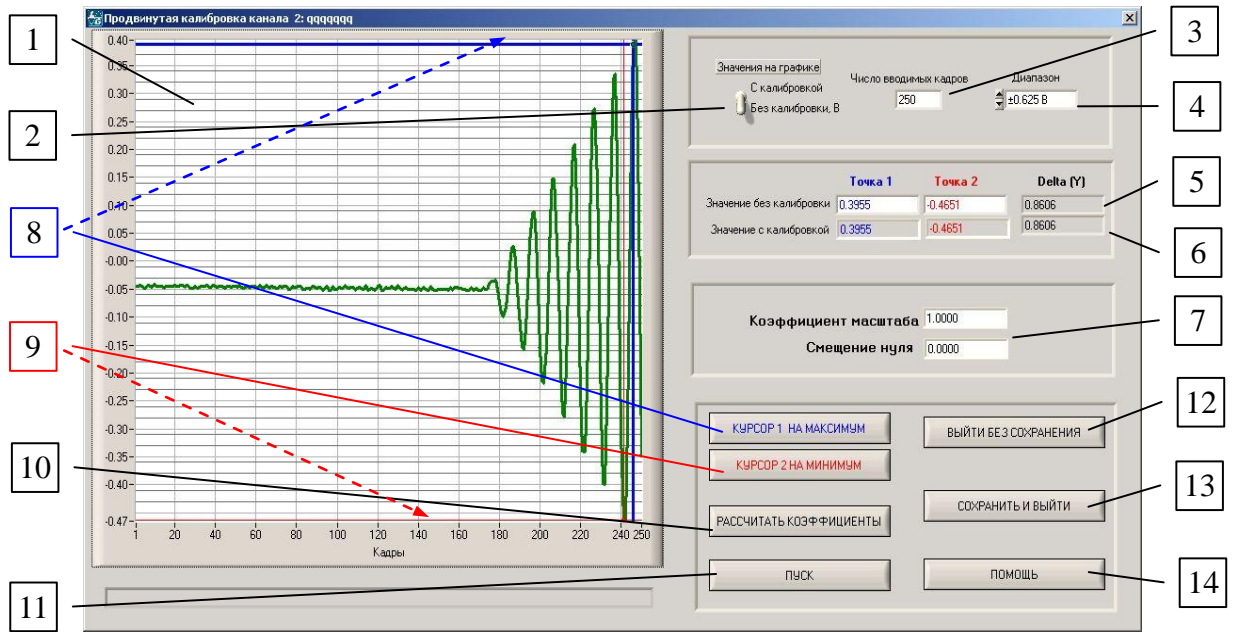 Продвинутая калибровка канала 2: qqqqqqq
1
2
8
9
10
11
0.40
0.35
0.30
0.25
0.20
0.15
0.10
0.05
-0.00
-0.05
-0.10
-0.15
-0.20
-0.25
-0.30
-0.35
-0.40
-0.47
1 20 40 60 80 100 120 140 160 180 200 220 240 250
Кадры
Значения на графике
С калибровкой
Без калибровки, В
Число вводимых кадров
250
Диапазон
±0.625 В
3
4
Точка 1 Точка 2 Delta (Y)
Значение без калибровки 0.3955 -0.4651 0.8606
Значение с калибровкой 0.3955 -0.4651 0.8606
5
6
Коэффициент масштаба 1.0000
Смещение нуля 0.0000
7
КУРСОР 1 НА МАКСИМУМ
КУРСОР 2 НА МИНИМУМ
РАССЧИТАТЬ КОЭФФИЦИЕНТЫ
ПУСК
ВЫЙТИ БЕЗ СОХРАНЕНИЯ
СОХРАНИТЬ И ВЫЙТИ
ПОМОЩЬ
12
13
14